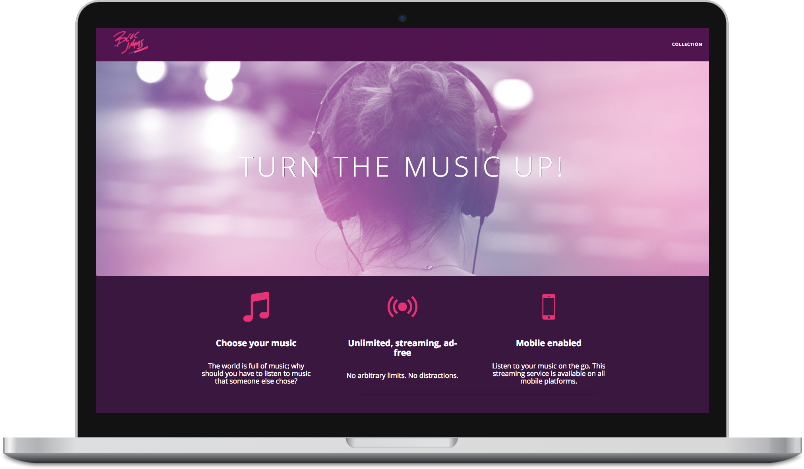 Bloc
Jams
COLLECTION
TURN THE MUSIC UP!
Choose your music
The world is full of music; why
should you have to listen to music
that someone else chose?
Unlimited, streaming, ad-
free
No arbitrary limits. No distractions.
Mobile enabled
Listen to your music on the go. This
streaming service is available on all
mobile platforms.